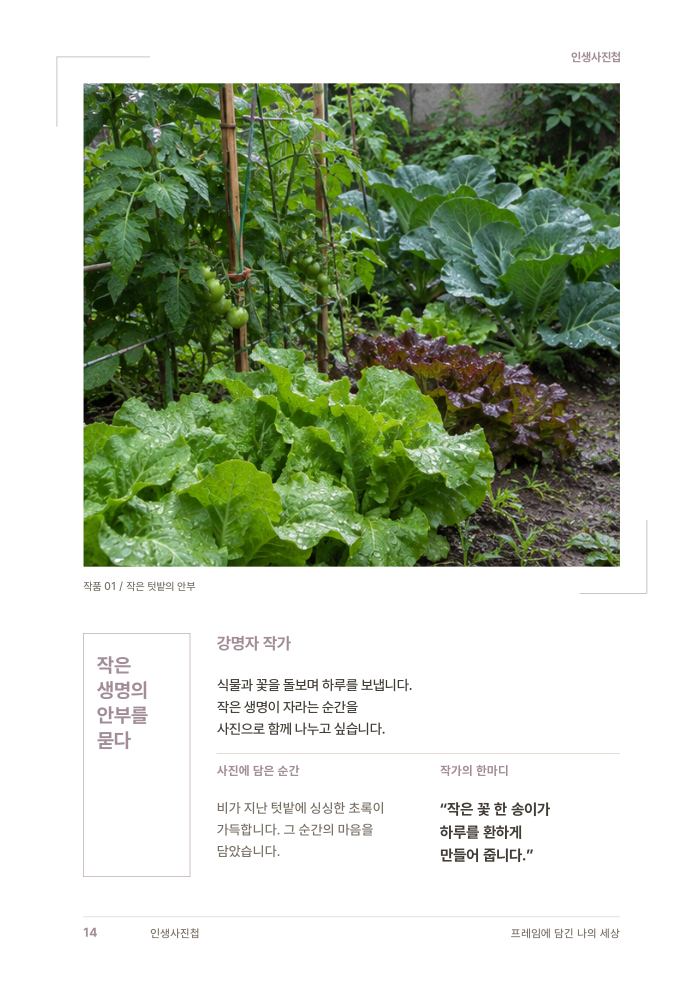 인생사진첩
작품 01 / 작은 텃밭의 안부
작은
생명의
안부를
묻다
강명자 작가
식물과 꽃을 돌보며 하루를 보냅니다.
작은 생명이 자라는 순간을
사진으로 함께 나누고 싶습니다.
사진에 담은 순간
비가 지난 텃밭에 싱싱한 초록이
가득합니다. 그 순간의 마음을
담았습니다.
작가의 한마디
“작은 꽃 한 송이가
하루를 환하게
만들어 줍니다.”
14
인생사진첩
프레임에 담긴 나의 세상